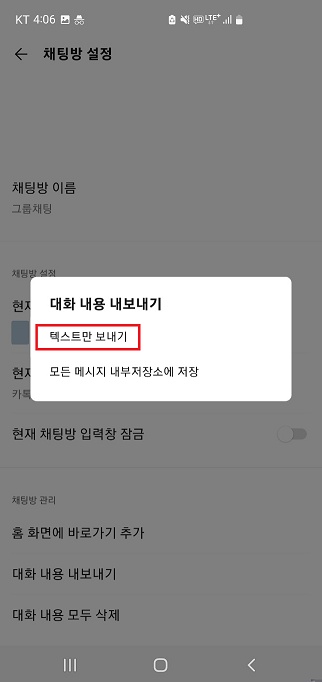 KT 4:06
LTE+
채팅방 설정
채팅방 이름
그룹채팅
채팅방 설정
현재
대화 내용 내보내기
텍스트만 보내기
모든 메시지 내부저장소에 저장
현재
카톡
현재 채팅방 입력창 잠금
채팅방 관리
홈 화면에 바로가기 추가
대화 내용 내보내기
대화 내용 모두 삭제